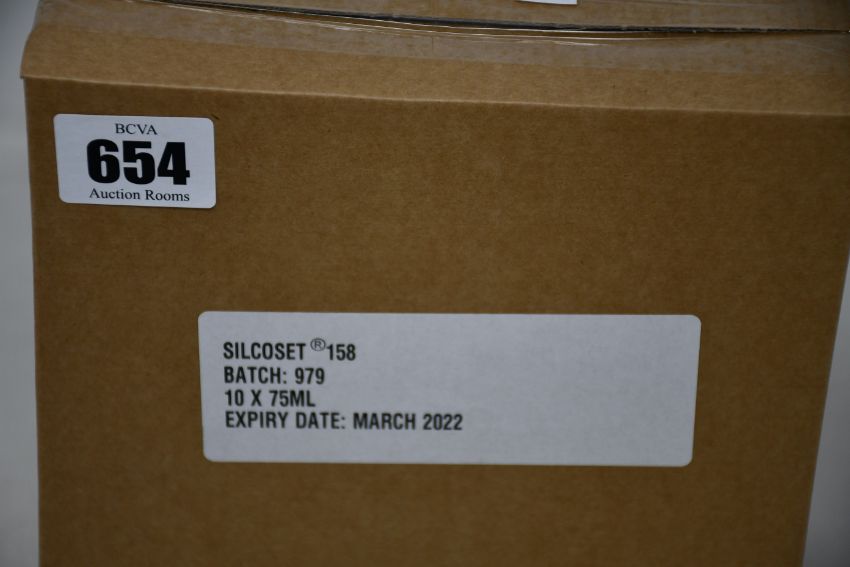 BCVA
654
Auction Rooms
SILCOSET ®158
BATCH: 979
10 X 75ML
EXPIRY DATE: MARCH 2022